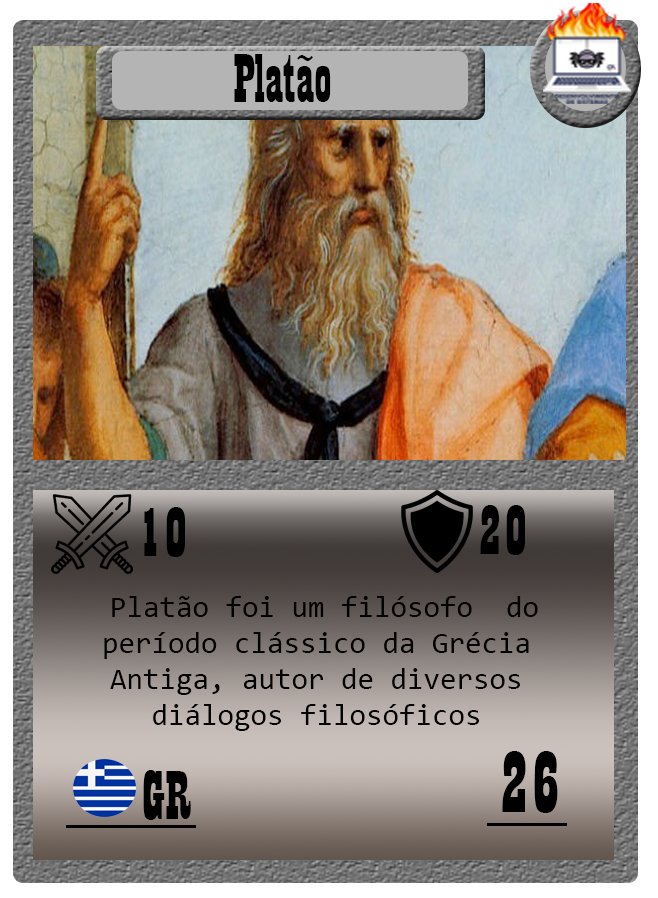 Platão
10
20
Platão foi um filósofo do
período clássico da Grécia
Antiga, autor de diversos
diálogos filosóficos
GR
26